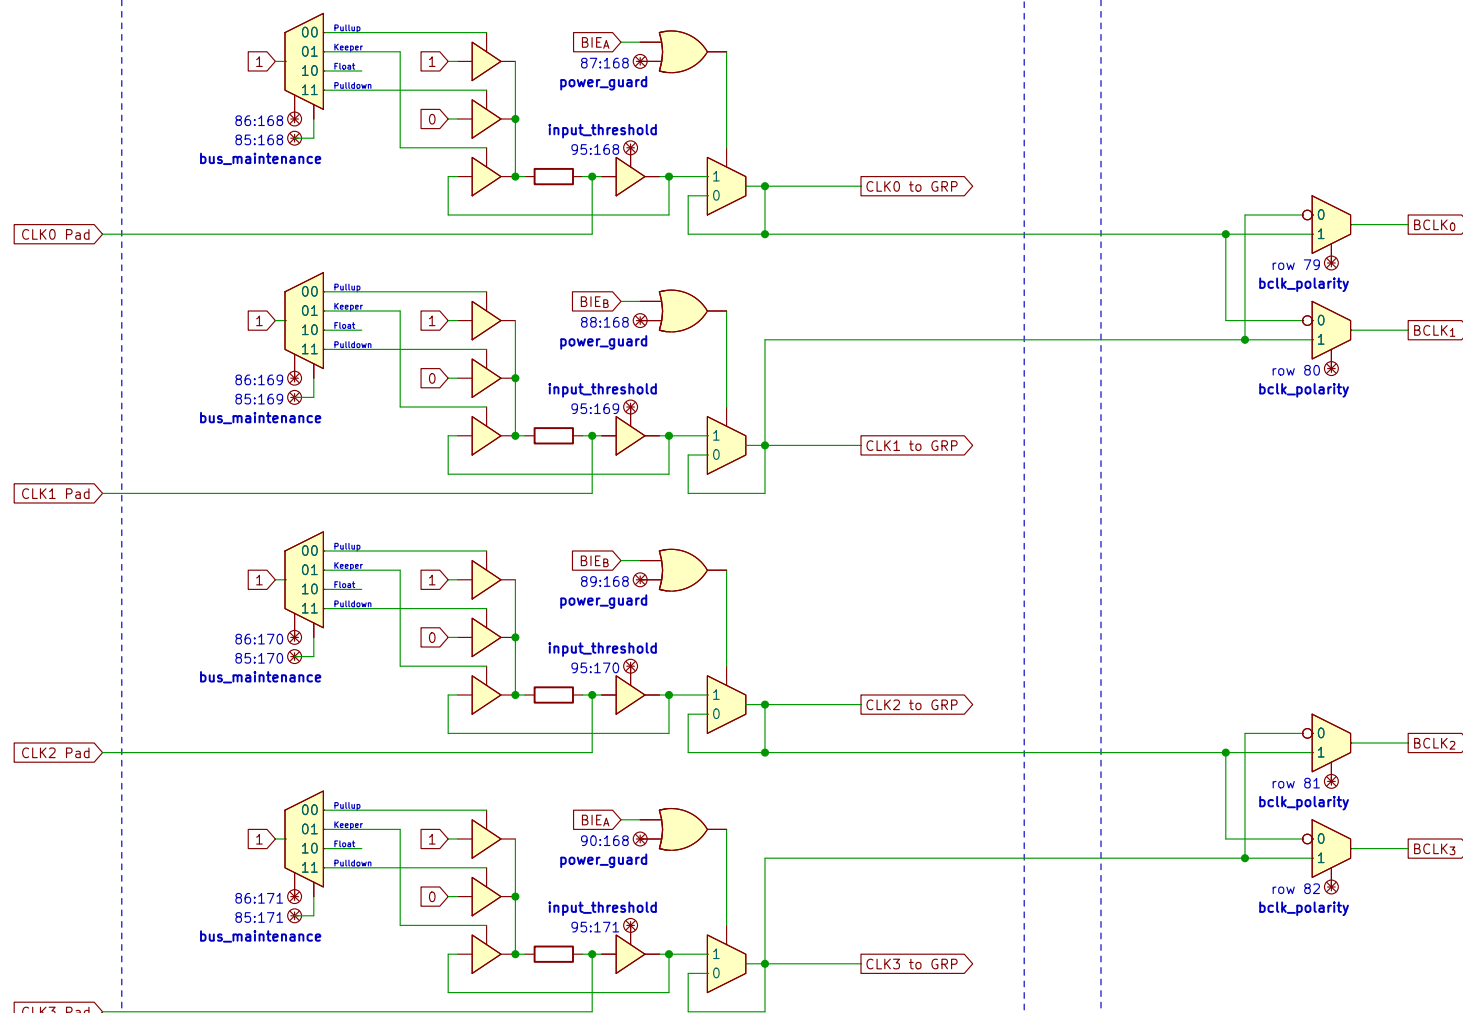 00 Pullup
01 Keeper
10 Float
11 Pulldown
1
86:168
85:168
bus_maintenance
1
0
BIEA
87:168
power_guard
input_threshold
95:168
1
0
CLK0 to GRP
CLK0 Pad
0
1
BCLK0
row 79
bclk_polarity
00 Pullup
01 Keeper
10 Float
11 Pulldown
1
86:169
85:169
bus_maintenance
1
0
BIEB
88:168
power_guard
input_threshold
95:169
1
0
CLK1 to GRP
CLK1 Pad
0
1
BCLK1
row 80
bclk_polarity
00 Pullup
01 Keeper
10 Float
11 Pulldown
1
86:170
85:170
bus_maintenance
1
0
BIEB
89:168
power_guard
input_threshold
95:170
1
0
CLK2 to GRP
CLK2 Pad
0
1
BCLK2
row 81
bclk_polarity
00 Pullup
01 Keeper
10 Float
11 Pulldown
1
86:171
85:171
bus_maintenance
1
0
BIEA
90:168
power_guard
input_threshold
95:171
1
0
CLK3 to GRP
CLK3 Pad
0
1
BCLK3
row 82
bclk_polarity